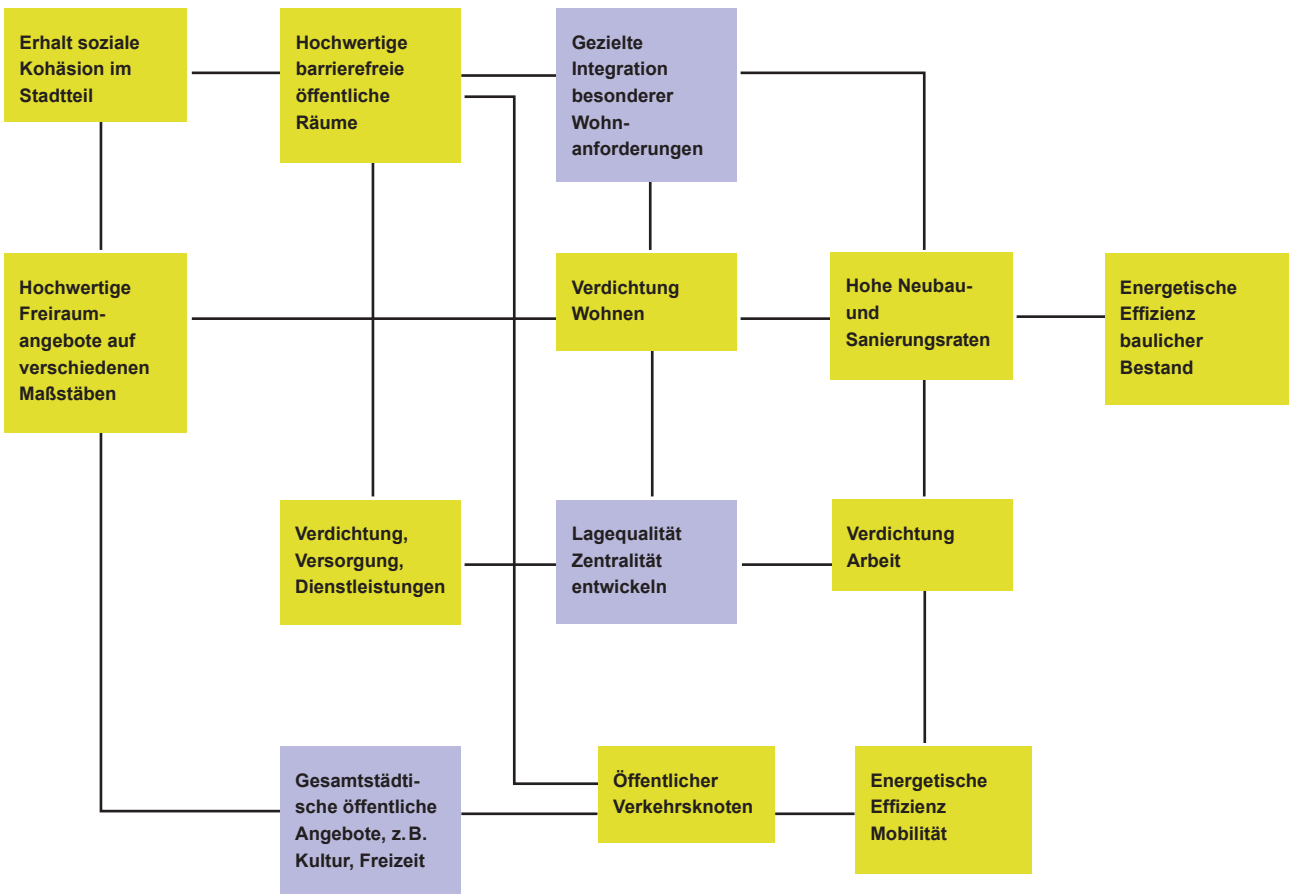 Erhalt soziale
Kohäsion im
Stadtteil
Hochwertige
barrierefreie
öffentliche
Räume
Gezielte
Integration
besonderer
Wohn-
anforderungen
Hochwertige
Freiraum-
angebote auf
verschiedenen
Maßstäben
Verdichtung
Wohnen
Hohe Neubau-
und
Sanierungsraten
Energetische
Effizienz
baulicher
Bestand
Verdichtung,
Versorgung,
Dienstleistungen
Lagequalität
Zentralität
entwickeln
Verdichtung
Arbeit
Gesamtstädti-
sche öffentliche
Angebote, z. B.
Kultur, Freizeit
Öffentlicher
Verkehrsknoten
Energetische
Effizienz
Mobilität